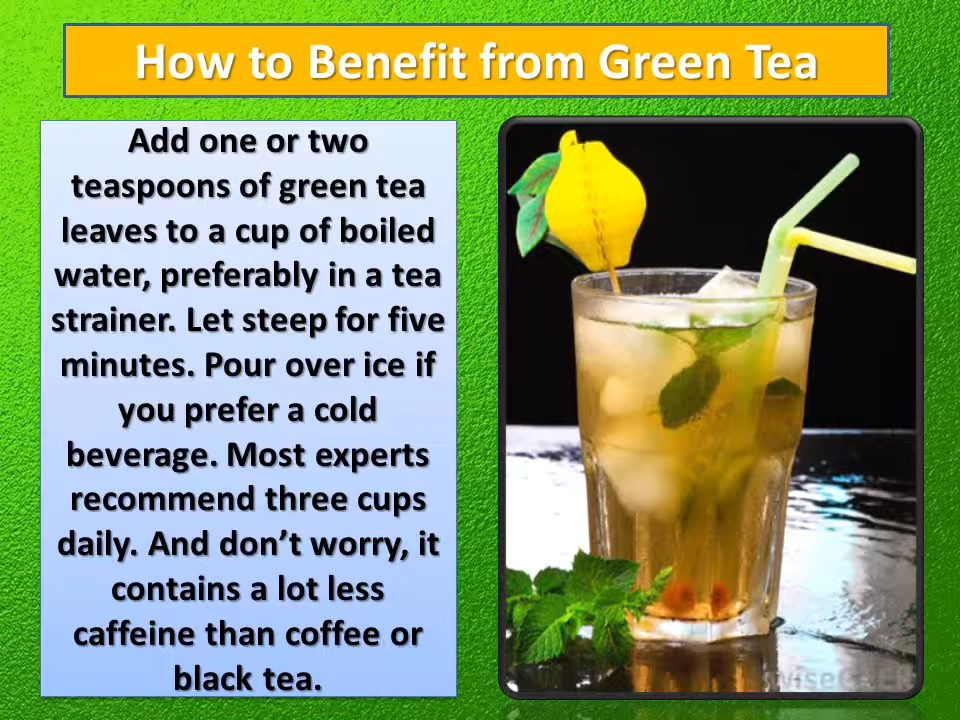 How to Benefit from Green Tea
Add one or two
teaspoons of green tea
leaves to a cup of boiled
water, preferably in a tea
strainer. Let steep for five
minutes. Pour over ice if
you prefer a cold
beverage. Most experts
recommend three cups
daily. And don’t worry, it
contains a lot less
caffeine than coffee or
black tea.